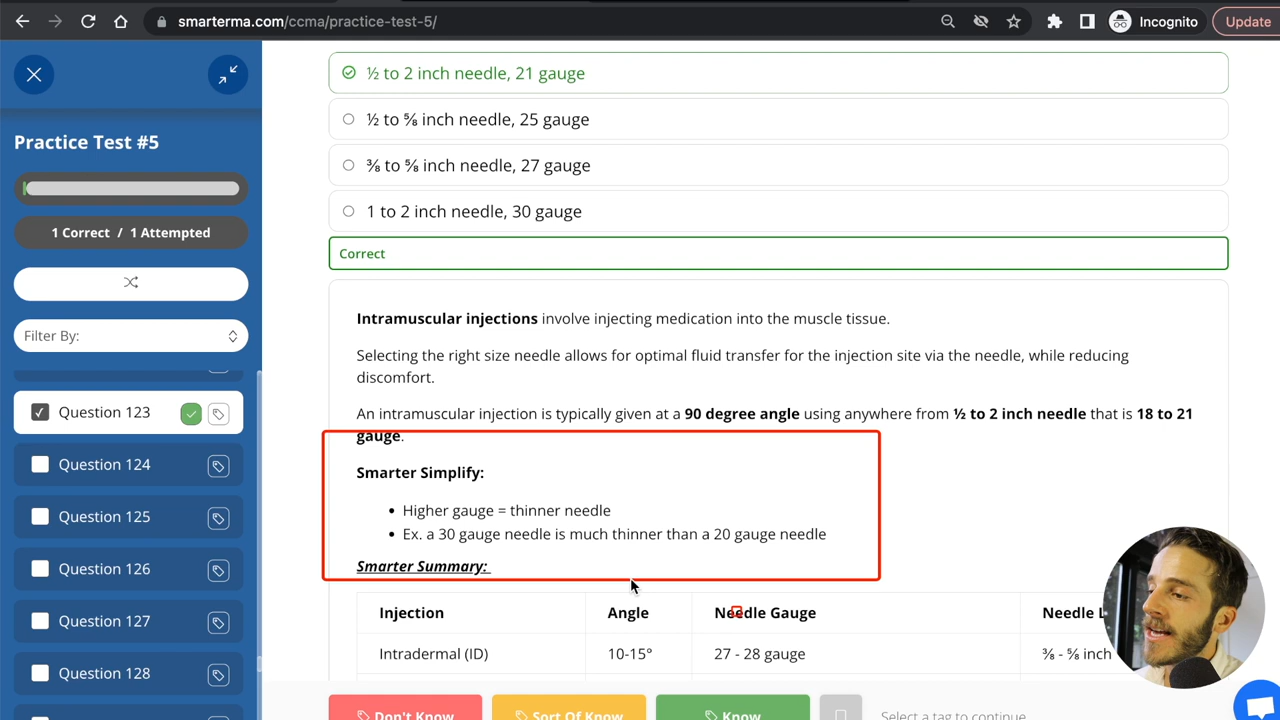 smarterma.com/ccma/practice-test-5/
Incognito
Update
Practice Test #5
1 Correct / 1 Attempted
Filter By:
Question 123
Question 124
Question 125
Question 126
Question 127
Question 128
½ to 2 inch needle, 21 gauge
½ to ⅝ inch needle, 25 gauge
⅜ to ⅝ inch needle, 27 gauge
1 to 2 inch needle, 30 gauge
Correct
Intramuscular injections involve injecting medication into the muscle tissue.
Selecting the right size needle allows for optimal fluid transfer for the injection site via the needle, while reducing
discomfort.
An intramuscular injection is typically given at a 90 degree angle using anywhere from ½ to 2 inch needle that is 18 to 21
gauge.
Smarter Simplify:
• Higher gauge = thinner needle
• Ex. a 30 gauge needle is much thinner than a 20 gauge needle
Smarter Summary:
Injection Angle Needle Gauge Needle L
Intradermal (ID) 10-15° 27 - 28 gauge ⅜ - ⅝ inch
Don't Know Sort Of Know Know Select a tag to continue